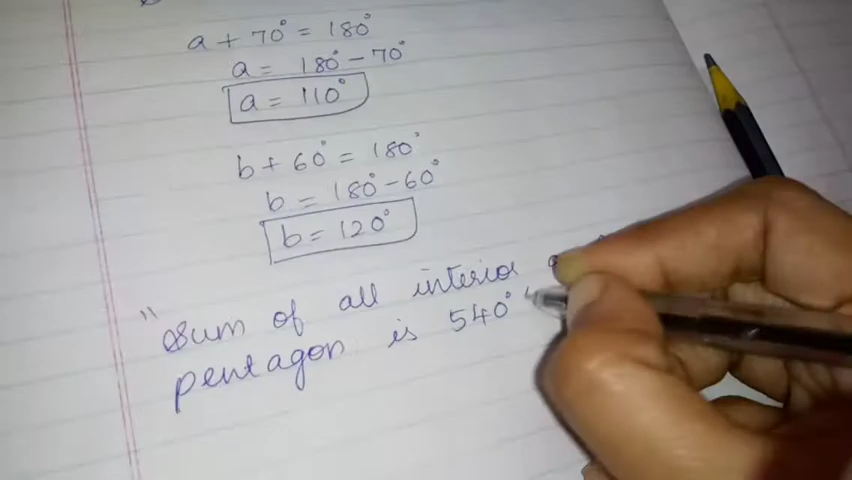 a + 70° = 180°
a = 180° - 70°
a = 110°
b + 60° = 180°
b = 180° - 60°
b = 120°
"Sum of all interior
pentagon is 540°"